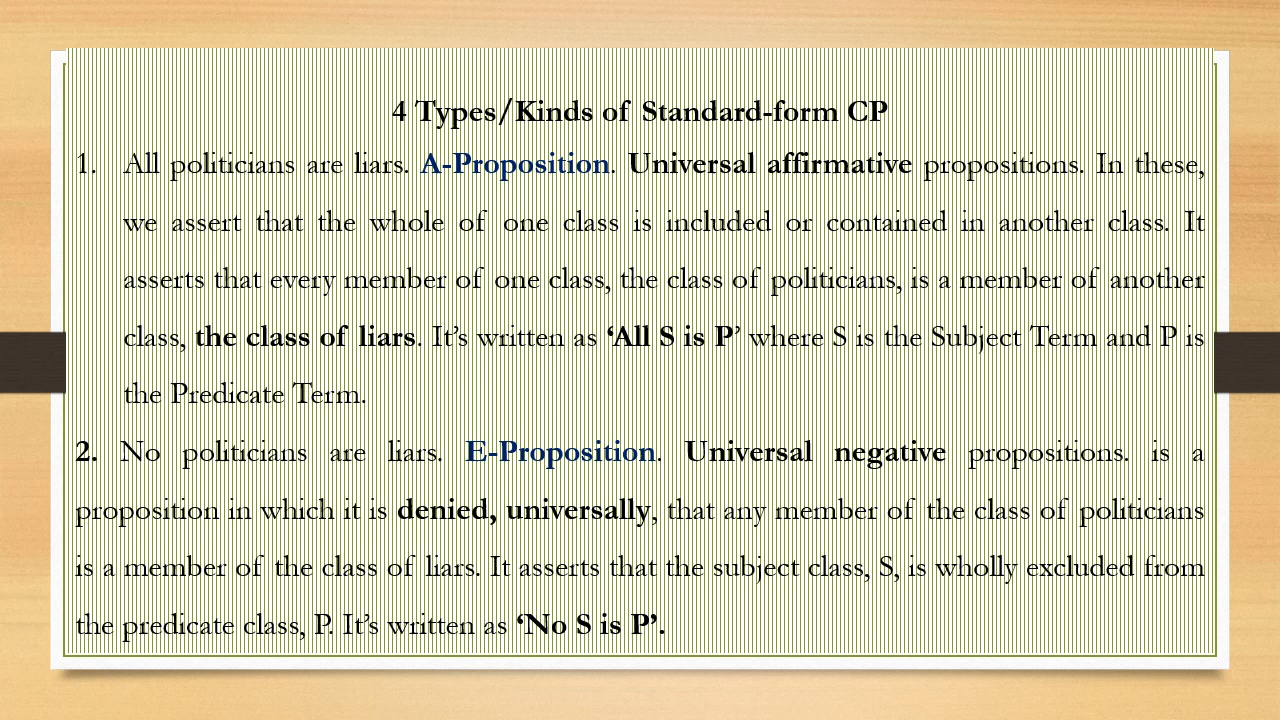 4 Types/Kinds of Standard-form CP
1. All politicians are liars. A-Proposition. Universal affirmative propositions. In these,
we assert that the whole of one class is included or contained in another class. It
asserts that every member of one class, the class of politicians, is a member of another
class, the class of liars. It’s written as ‘All S is P’ where S is the Subject Term and P is
the Predicate Term.
2. No politicians are liars. E-Proposition. Universal negative propositions. is a
proposition in which it is denied, universally, that any member of the class of politicians
is a member of the class of liars. It asserts that the subject class, S, is wholly excluded from
the predicate class, P. It’s written as ‘No S is P’.